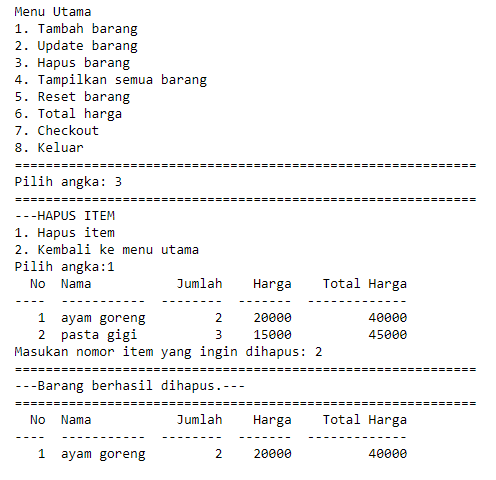 Menu Utama
1. Tambah barang
2. Update barang
3. Hapus barang
4. Tampilkan semua barang
5. Reset barang
6. Total harga
7. Checkout
8. Keluar
============================================================
Pilih angka: 3
============================================================
---HAPUS ITEM
1. Hapus item
2. Kembali ke menu utama
Pilih angka:1
  No  Nama           Jumlah    Harga    Total Harga
----  -----------  --------  -------  -------------
   1  ayam goreng         2    20000          40000
   2  pasta gigi          3    15000          45000
Masukan nomor item yang ingin dihapus: 2
============================================================
---Barang berhasil dihapus.---
============================================================
  No  Nama           Jumlah    Harga    Total Harga
----  -----------  --------  -------  -------------
   1  ayam goreng         2    20000          40000